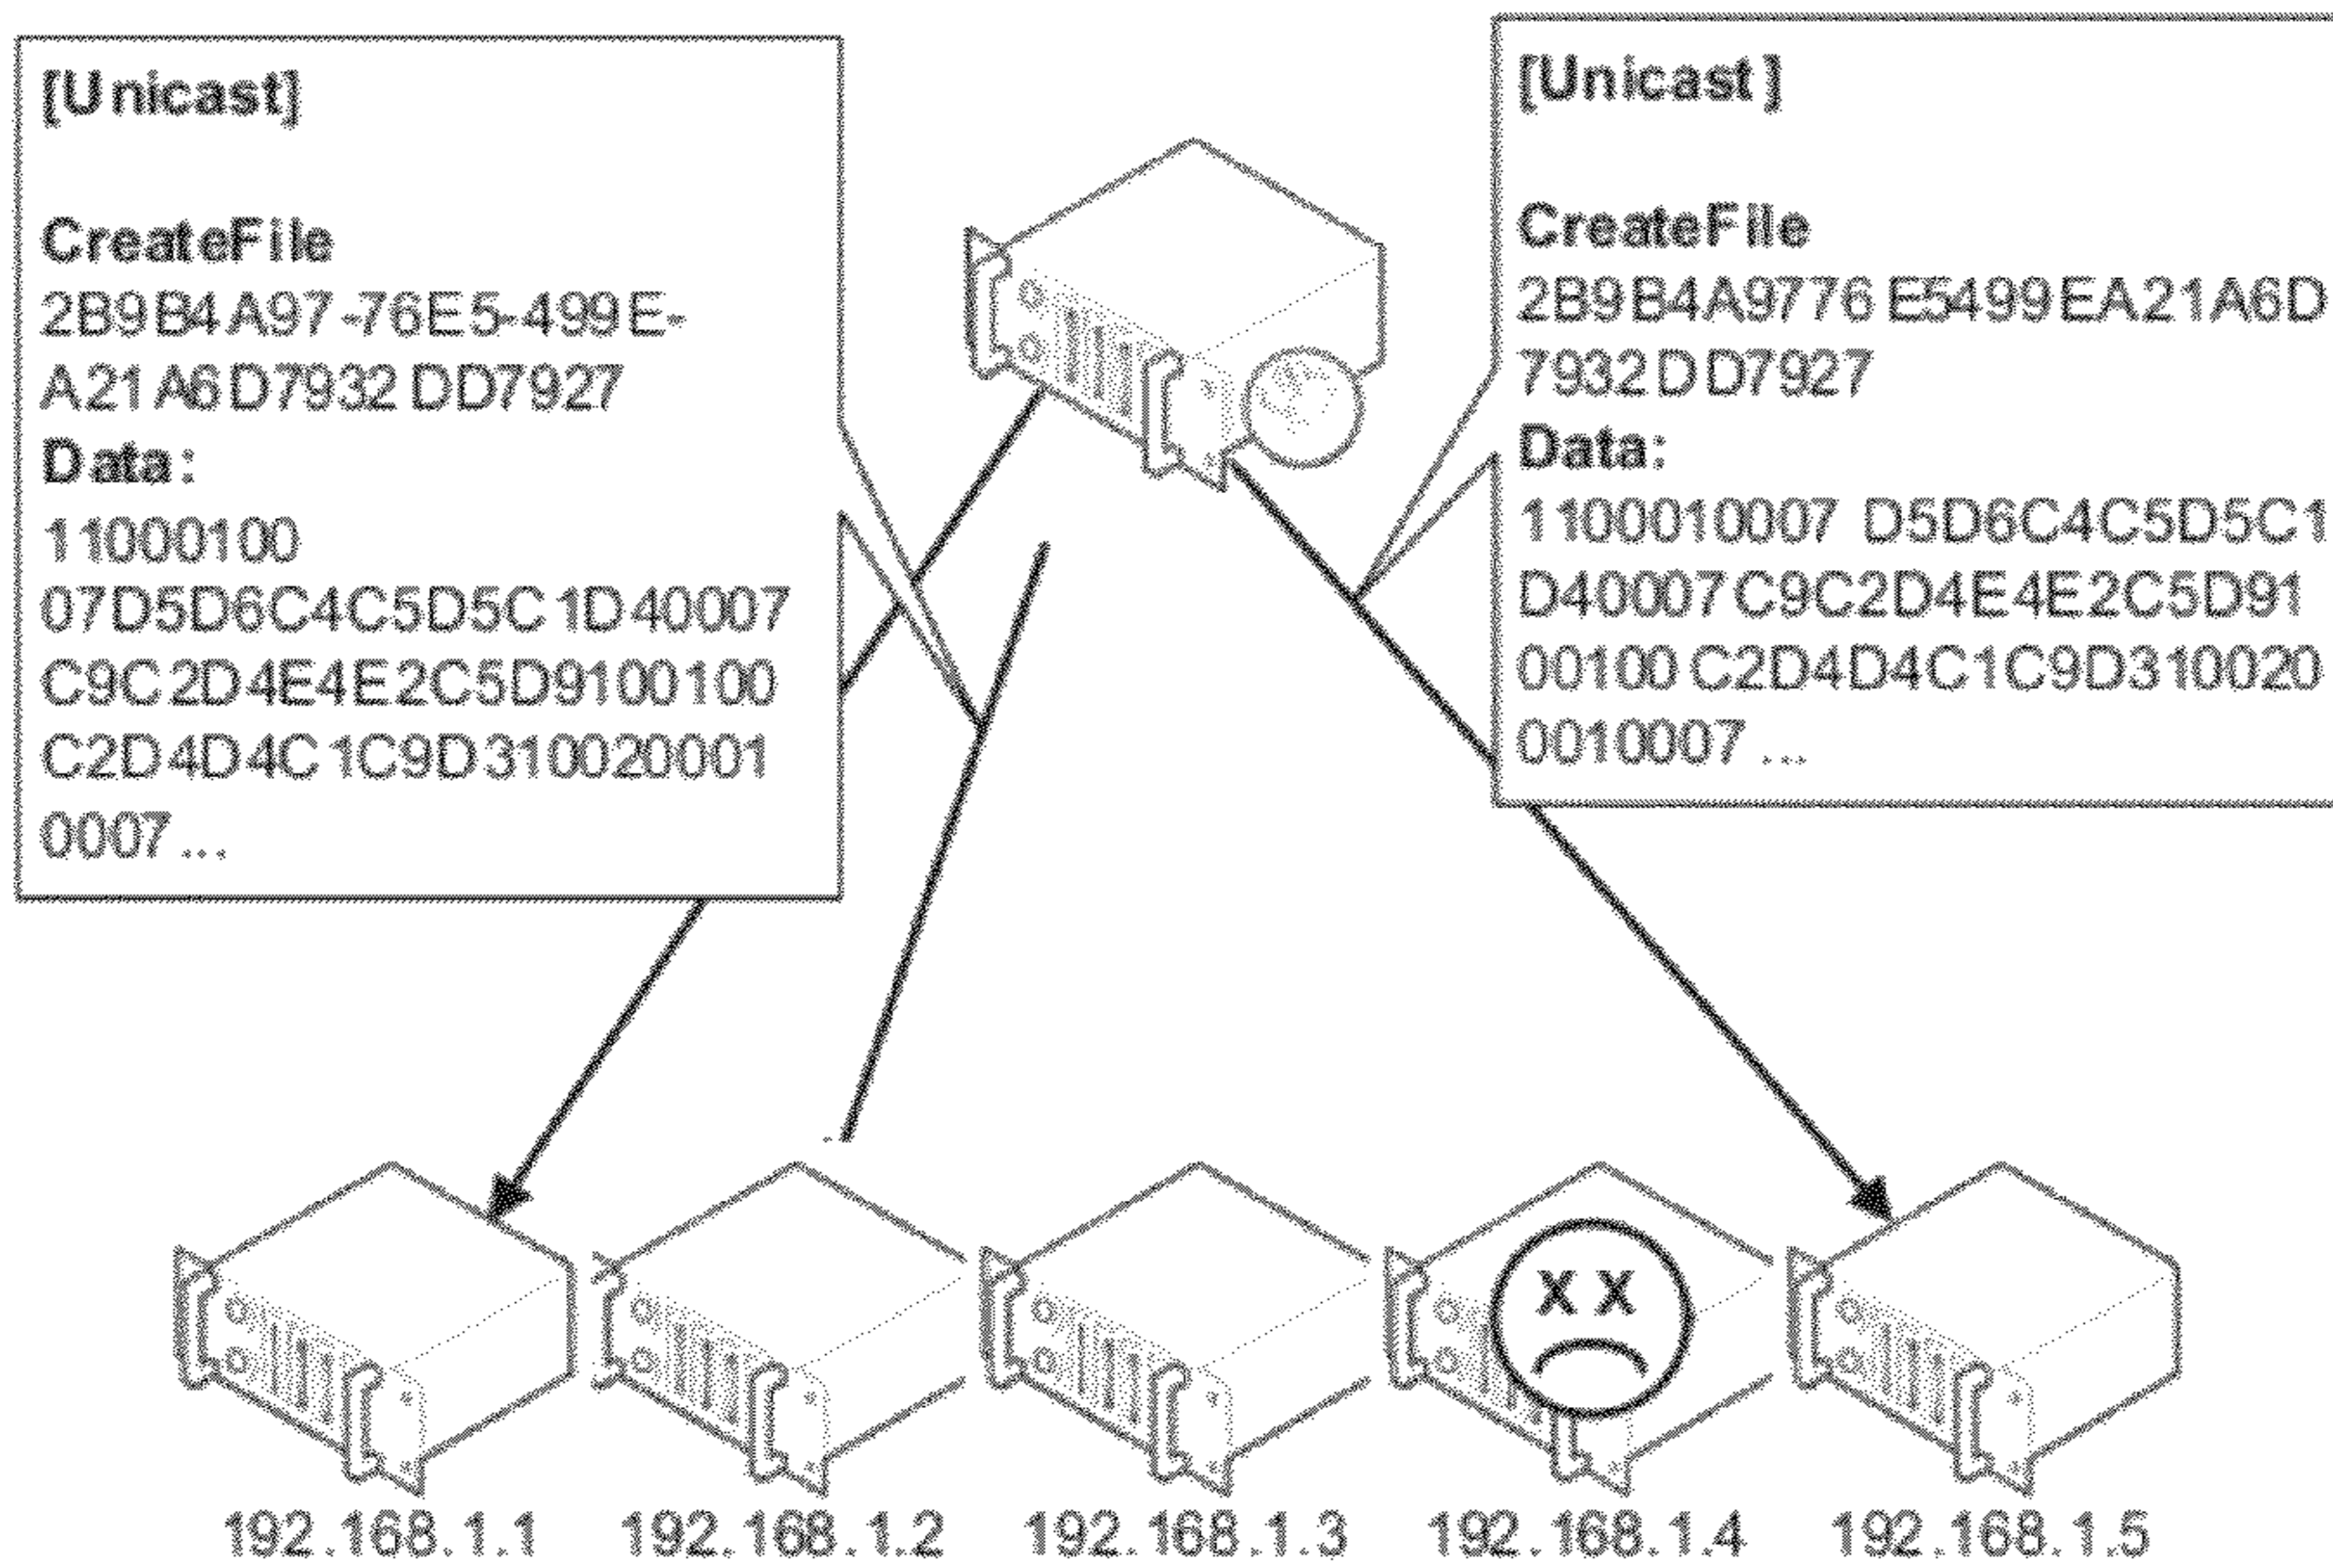 [Unicast]
CreateFile
2B9B4A97-76E5-499E-
A21A6D7932DD7927
Data:
11000100
07D5D6C4C5D5C1D40007
C9C2D4E4E2C5D9100100
C2D4D4C1C9D310020001
0007...
[Unicast]
CreateFile
2B9B4A9776E5499EA21A6D
7932DD7927
Data:
1100010007 D5D6C4C5D5C1
D40007C9C2D4E4E2C5D91
00100C2D4D4C1C9D310020
0010007...
X X
192.168.1.1 192.168.1.2 192.168.1.3 192.168.1.4 192.168.1.5